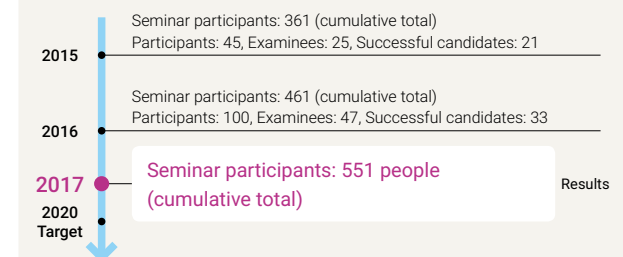 Seminar participants: 361 (cumulative total)
Participants: 45, Examinees: 25, Successful candidates: 21
2015
Seminar participants: 461 (cumulative total)
Participants: 100, Examinees: 47, Successful candidates: 33
2016
2017
Seminar participants: 551 people
(cumulative total)
Results
2020
Target